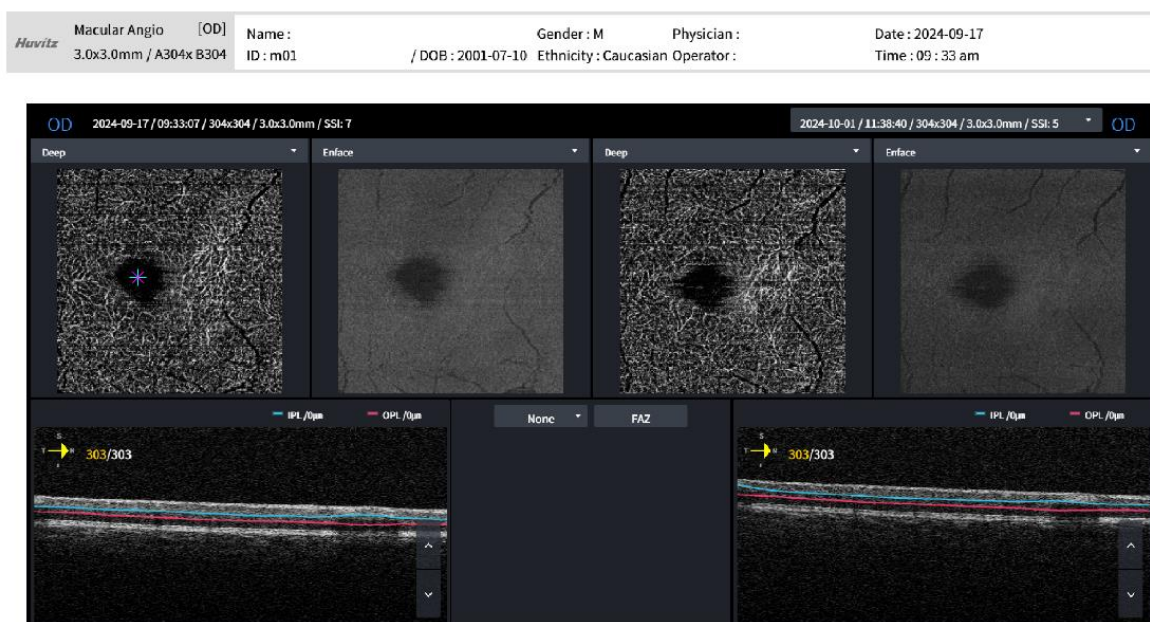 Huvitz
Macular Angio [OD]
3.0x3.0mm / A304x B304
Name :
ID : m01 / DOB : 2001-07-10
Gender : M
Ethnicity : Caucasian
Physician :
Operator :
Date : 2024-09-17
Time : 09 : 33 am
OD 2024-09-17 / 09:33:07 / 304x304 / 3.0x3.0mm / SSI: 7
2024-10-01 / 11:38:40 / 304x304 / 3.0x3.0mm / SSI: 5 OD
Deep Enface Deep Enface
IPL /0µm OPL /0µm
None FAZ
IPL /0µm OPL /0µm
S
T N
I
303/303
S
T N
I
303/303